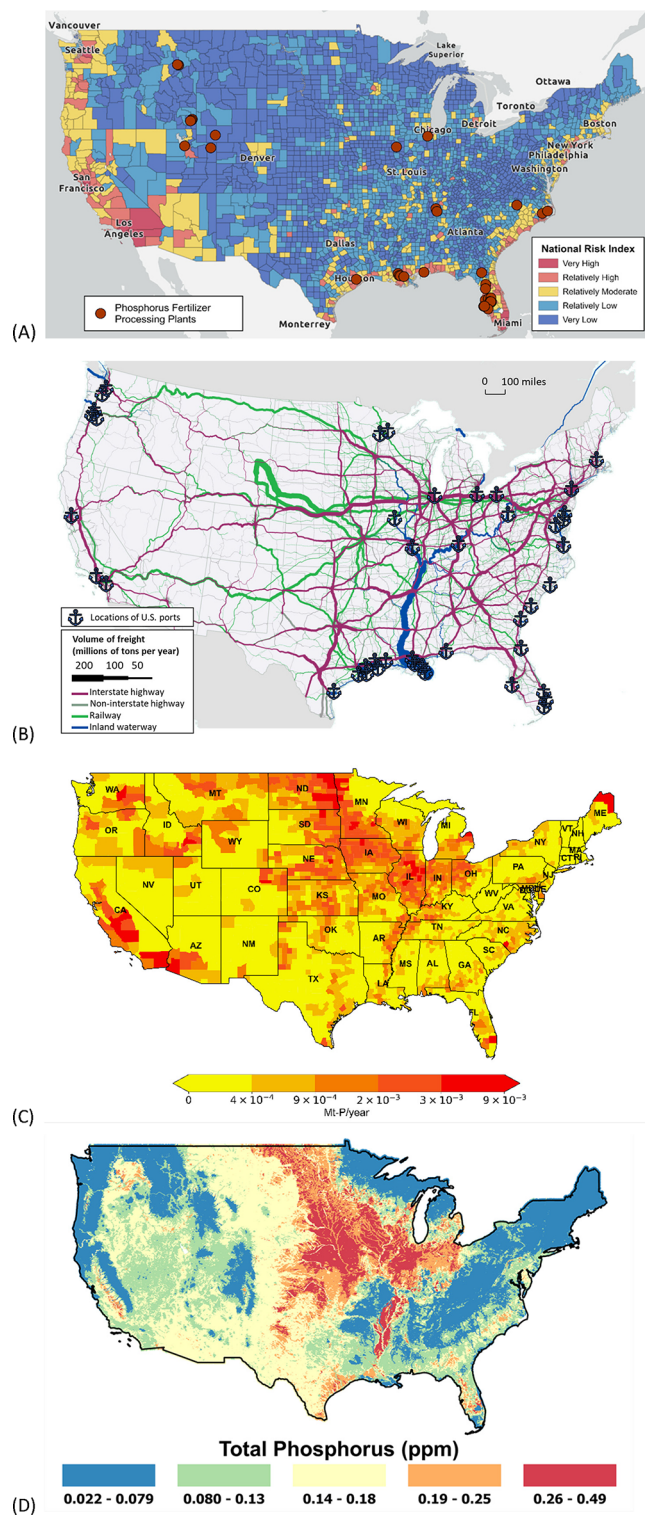 Vancouver
Seattle
Lake
Superior
Ottawa
Toronto
Boston
Chicago
Detroit
New York
Philadelphia
Denver
St. Louis
Washington
San
Francisco
Los
Angeles
Atlanta
Dallas
Houston
Monterrey
Miami
National Risk Index
Very High
Relatively High
Relatively Moderate
Relatively Low
Very Low
Phosphorus Fertilizer
Processing Plants
(A)
0 100 miles
Locations of U.S. ports
Volume of freight
(millions of tons per year)
200 100 50
Interstate highway
Non-interstate highway
Railway
Inland waterway
(B)
WA
MT
ND
MN
ME
OR
ID
SD
WI
MI
VT
NH
NY
WY
IA
MA
CT
RI
NE
PA
NJ
NV
UT
CO
IL
IN
OH
CA
KS
MO
WV
VA
KY
AZ
NM
OK
AR
TN
NC
SC
TX
MS
AL
GA
LA
FL
0 4 × 10⁻⁴ 9 × 10⁻⁴ 2 × 10⁻³ 3 × 10⁻³ 9 × 10⁻³
Mt-P/year
(C)
Total Phosphorus (ppm)
0.022 - 0.079 0.080 - 0.13 0.14 - 0.18 0.19 - 0.25 0.26 - 0.49
(D)